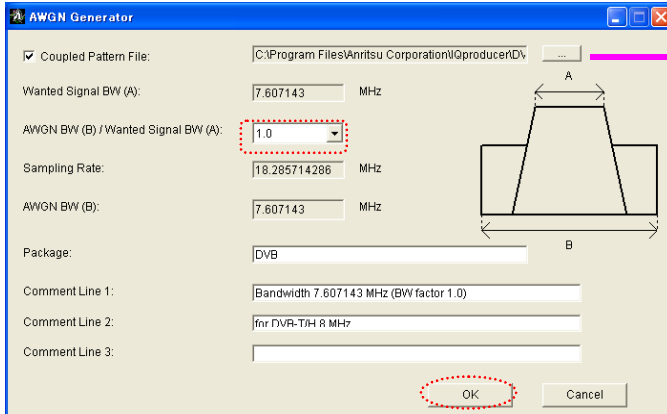 AWGN Generator
Coupled Pattern File: C:\Program Files\Anritsu Corporation\IQproducer\DV ...
A
Wanted Signal BW (A): 7.607143 MHz
AWGN BW (B) / Wanted Signal BW (A): 1.0
Sampling Rate: 18.285714286 MHz
AWGN BW (B): 7.607143 MHz
B
Package: DVB
Comment Line 1: Bandwidth 7.607143 MHz (BW factor 1.0)
Comment Line 2: for DVB-T/H 8 MHz
Comment Line 3:
OK Cancel